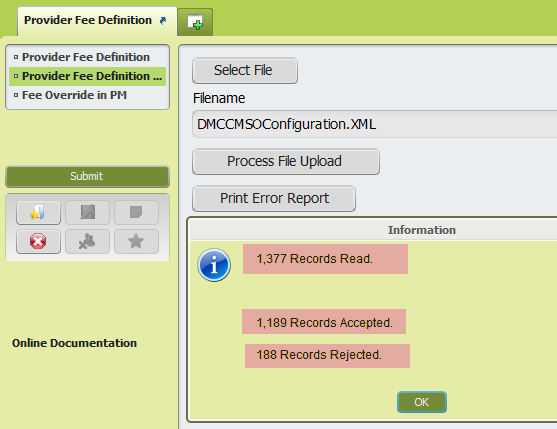 Provider Fee Definition
Provider Fee Definition
Provider Fee Definition ...
Fee Override in PM
Submit
Online Documentation
Select File
Filename
DMCCMSOConfiguration.XML
Process File Upload
Print Error Report
Information
1,377 Records Read.
1,189 Records Accepted.
188 Records Rejected.
OK